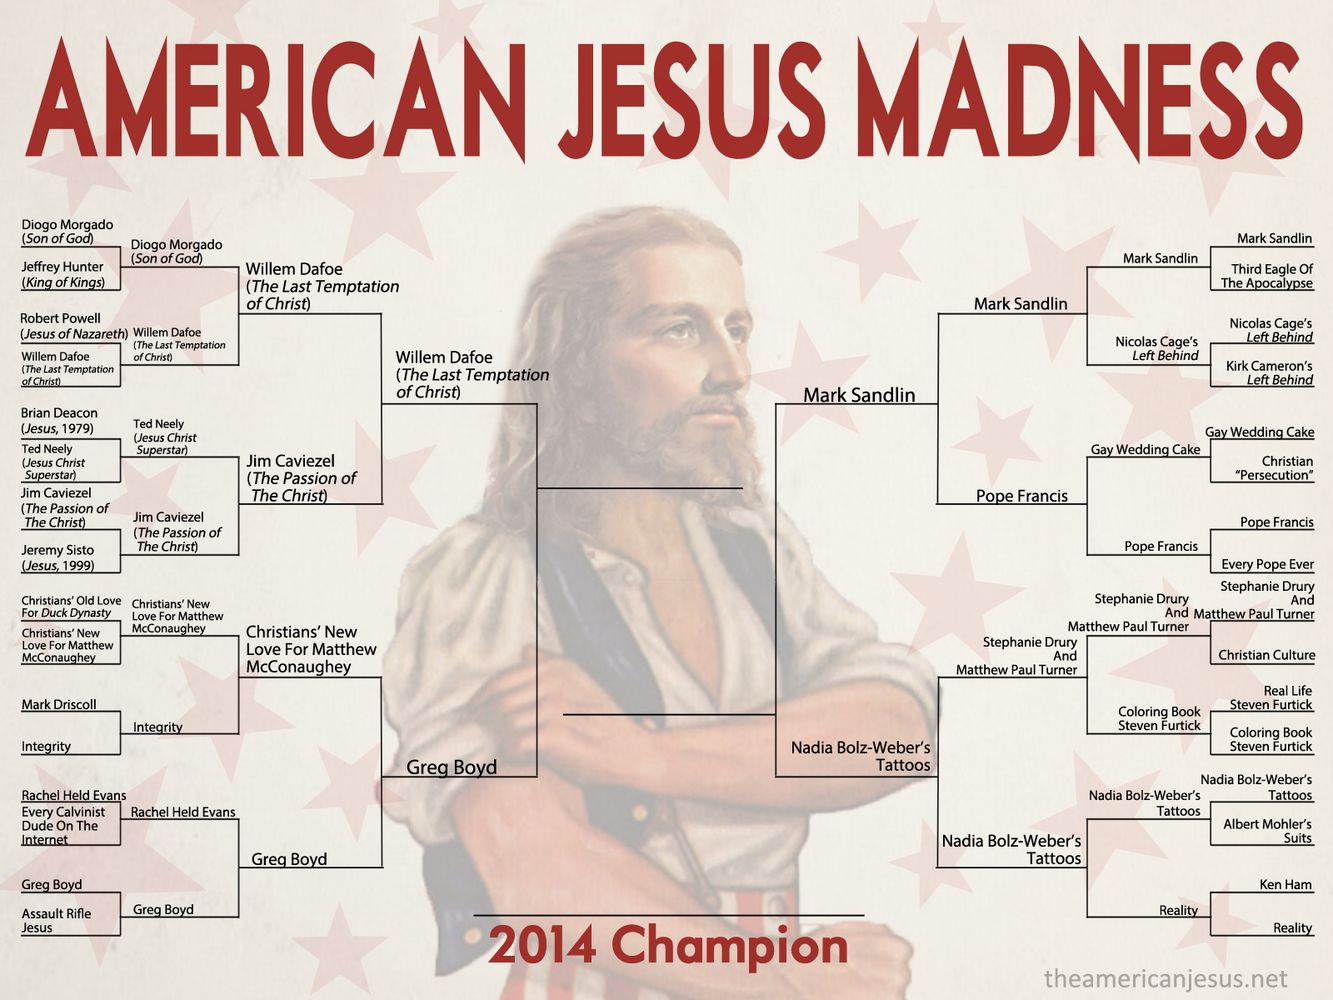 AMERICAN JESUS MADNESS
Diogo Morgado
(Son of God)
Jeffrey Hunter
(King of Kings)
Robert Powell
(Jesus of Nazareth)
Willem Dafoe
(The Last Temptation
of Christ)
Brian Deacon
(Jesus, 1979)
Ted Neely
(Jesus Christ
Superstar)
Jim Caviezel
(The Passion of
The Christ)
Jeremy Sisto
(Jesus, 1999)
Christians' Old Love
For Duck Dynasty
Christians' New
Love For Matthew
McConaughey
Mark Driscoll
Integrity
Rachel Held Evans
Every Calvinist
Dude On The
Internet
Greg Boyd
Assault Rifle
Jesus
Diogo Morgado
(Son of God)
Willem Dafoe
(The Last Temptation
of Christ)
Ted Neely
(Jesus Christ
Superstar)
Jim Caviezel
(The Passion of
The Christ)
Christians' New
Love For Matthew
McConaughey
Integrity
Rachel Held Evans
Greg Boyd
Willem Dafoe
(The Last Temptation
of Christ)
Jim Caviezel
(The Passion of
The Christ)
Christians' New
Love For Matthew
McConaughey
Greg Boyd
Willem Dafoe
(The Last Temptation
of Christ)
Greg Boyd
Mark Sandlin
Nadia Bolz-Weber's
Tattoos
Mark Sandlin
Pope Francis
Stephanie Drury
And
Matthew Paul Turner
Nadia Bolz-Weber's
Tattoos
Mark Sandlin
Nicolas Cage's
Left Behind
Gay Wedding Cake
Pope Francis
Stephanie Drury
And
Matthew Paul Turner
Coloring Book
Steven Furtick
Nadia Bolz-Weber's
Tattoos
Reality
Mark Sandlin
Third Eagle Of
The Apocalypse
Nicolas Cage's
Left Behind
Kirk Cameron's
Left Behind
Gay Wedding Cake
Christian
"Persecution"
Pope Francis
Every Pope Ever
Stephanie Drury
And
Matthew Paul Turner
Christian Culture
Real Life
Steven Furtick
Coloring Book
Steven Furtick
Nadia Bolz-Weber's
Tattoos
Albert Mohler's
Suits
Ken Ham
Reality
2014 Champion
theamericanjesus.net